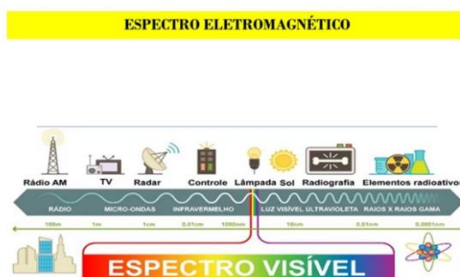 ESPECTRO ELETROMAGNÉTICO
Rádio AM TV Radar Controle Lâmpada Sol Radiografia Elementos radioativos
RÁDIO MICRO-ONDAS INFRAVERMELHO LUZ VISÍVEL ULTRAVIOLETA RAIOS X RAIOS GAMA
100m 1m 1cm 0.01cm 1000nm 10nm 0.01nm 0.0001nm
ESPECTRO VISÍVEL